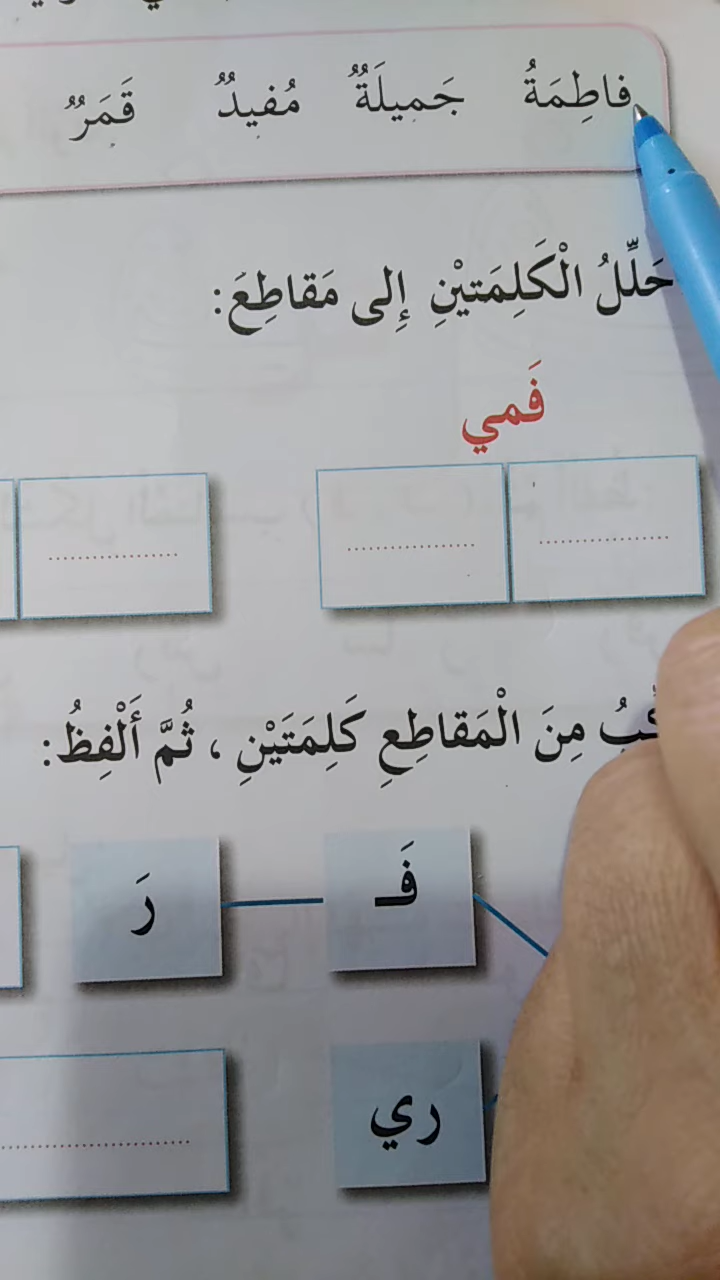 فاطِمَةُ جَميلَةٌ مُفيدٌ قَمَرٌ
حَلِّلُ الْكَلِمَتيْنِ إِلى مَقاطِعَ:
فَمي
مِنَ الْمَقاطِعِ كَلِمَتَيْنِ ، ثُمَّ أَلْفِظُ:
فَـ رَ
ري